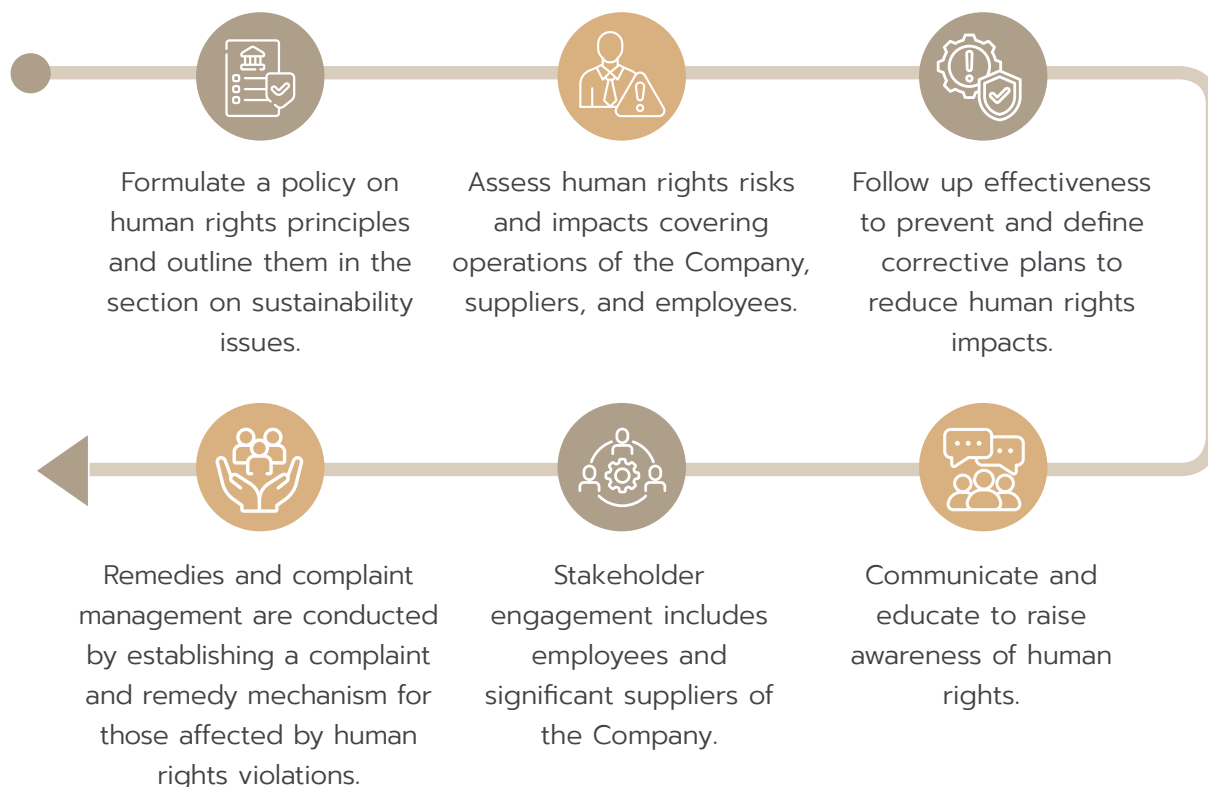 Formulate a policy on
human rights principles
and outline them in the
section on sustainability
issues.
Assess human rights risks
and impacts covering
operations of the Company,
suppliers, and employees.
Follow up effectiveness
to prevent and define
corrective plans to
reduce human rights
impacts.
Communicate and
educate to raise
awareness of human
rights.
Stakeholder
engagement includes
employees and
significant suppliers of
the Company.
Remedies and complaint
management are conducted
by establishing a complaint
and remedy mechanism for
those affected by human
rights violations.